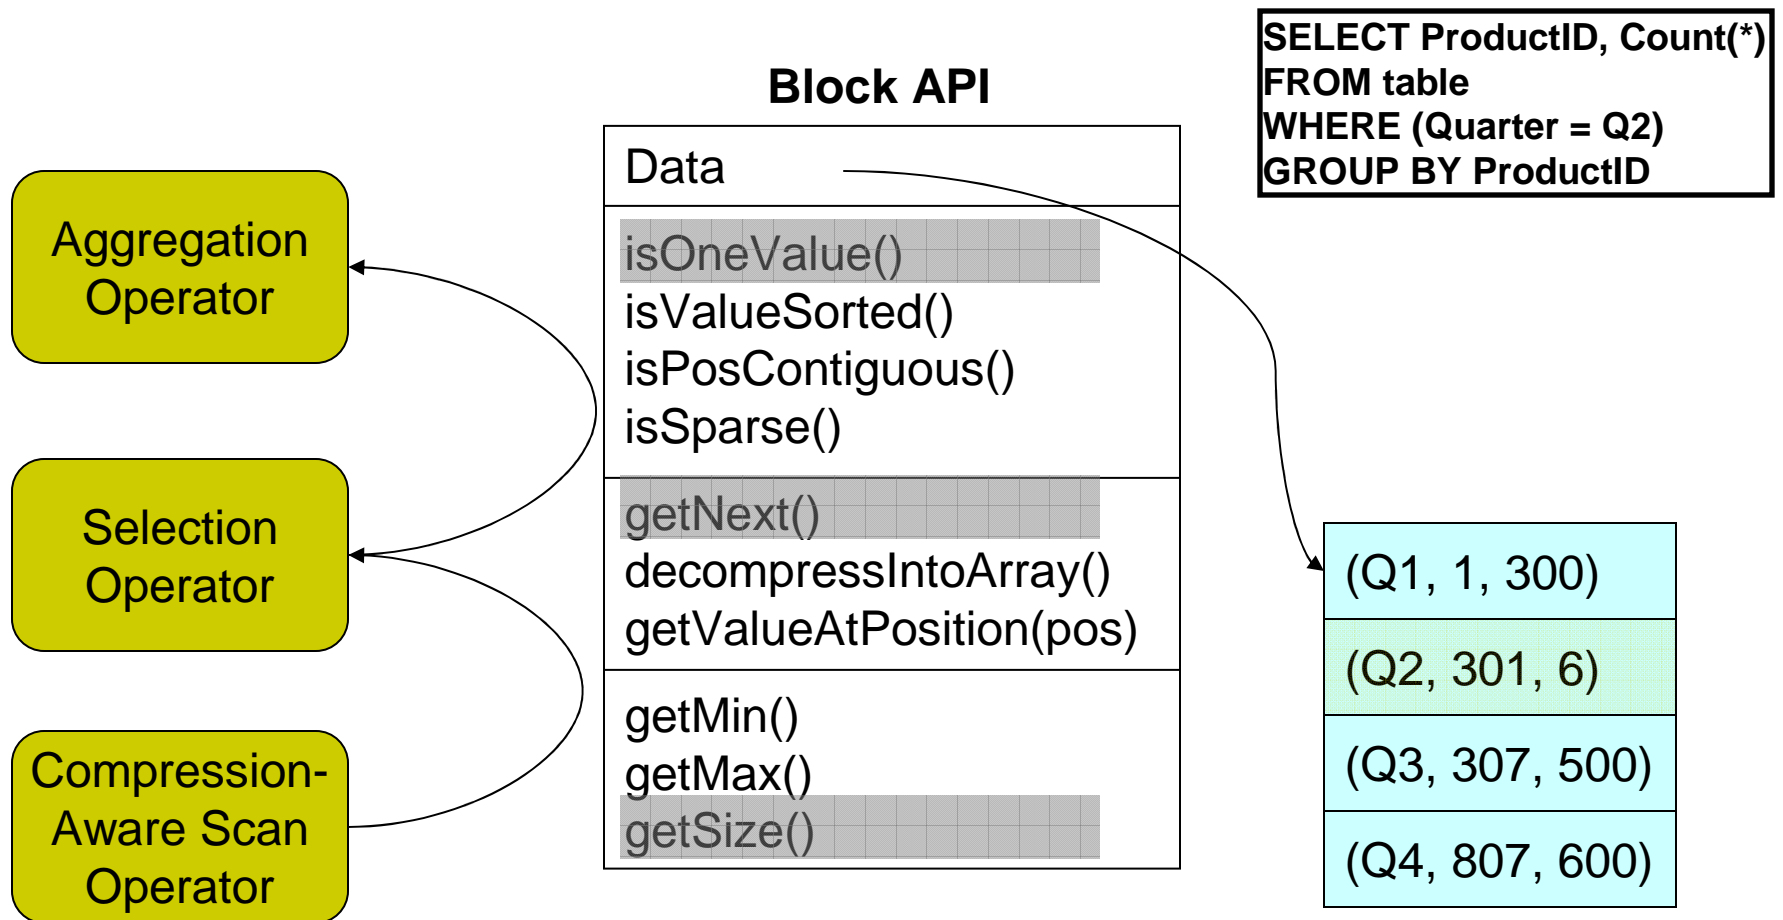 SELECT ProductID, Count(*)
FROM table
WHERE (Quarter = Q2)
GROUP BY ProductID
Block API
Data
isOneValue()
isValueSorted()
isPosContiguous()
isSparse()
getNext()
decompressIntoArray()
getValueAtPosition(pos)
getMin()
getMax()
getSize()
Aggregation
Operator
Selection
Operator
Compression-
Aware Scan
Operator
(Q1, 1, 300)
(Q2, 301, 6)
(Q3, 307, 500)
(Q4, 807, 600)